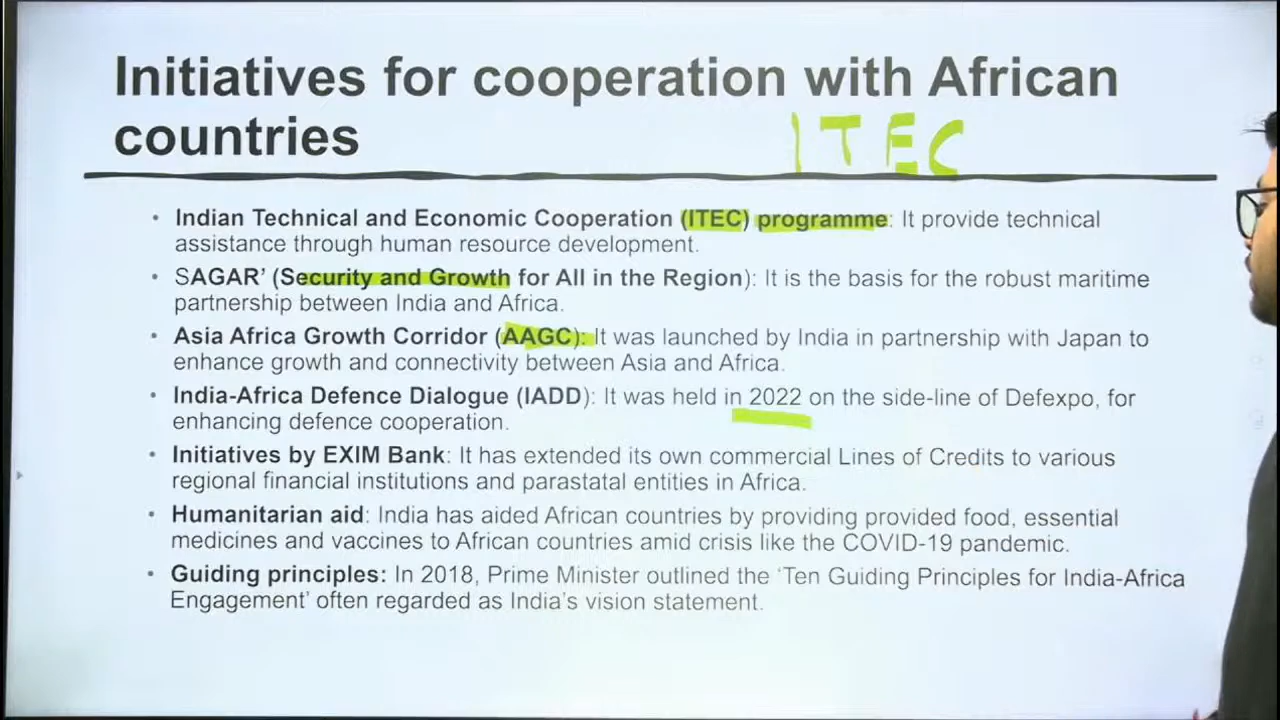 Initiatives for cooperation with African
countries
ITEC
• Indian Technical and Economic Cooperation (ITEC) programme: It provide technical
assistance through human resource development.
• SAGAR’ (Security and Growth for All in the Region): It is the basis for the robust maritime
partnership between India and Africa.
• Asia Africa Growth Corridor (AAGC): It was launched by India in partnership with Japan to
enhance growth and connectivity between Asia and Africa.
• India-Africa Defence Dialogue (IADD): It was held in 2022 on the side-line of Defexpo, for
enhancing defence cooperation.
• Initiatives by EXIM Bank: It has extended its own commercial Lines of Credits to various
regional financial institutions and parastatal entities in Africa.
• Humanitarian aid: India has aided African countries by providing provided food, essential
medicines and vaccines to African countries amid crisis like the COVID-19 pandemic.
• Guiding principles: In 2018, Prime Minister outlined the ‘Ten Guiding Principles for India-Africa
Engagement’ often regarded as India’s vision statement.